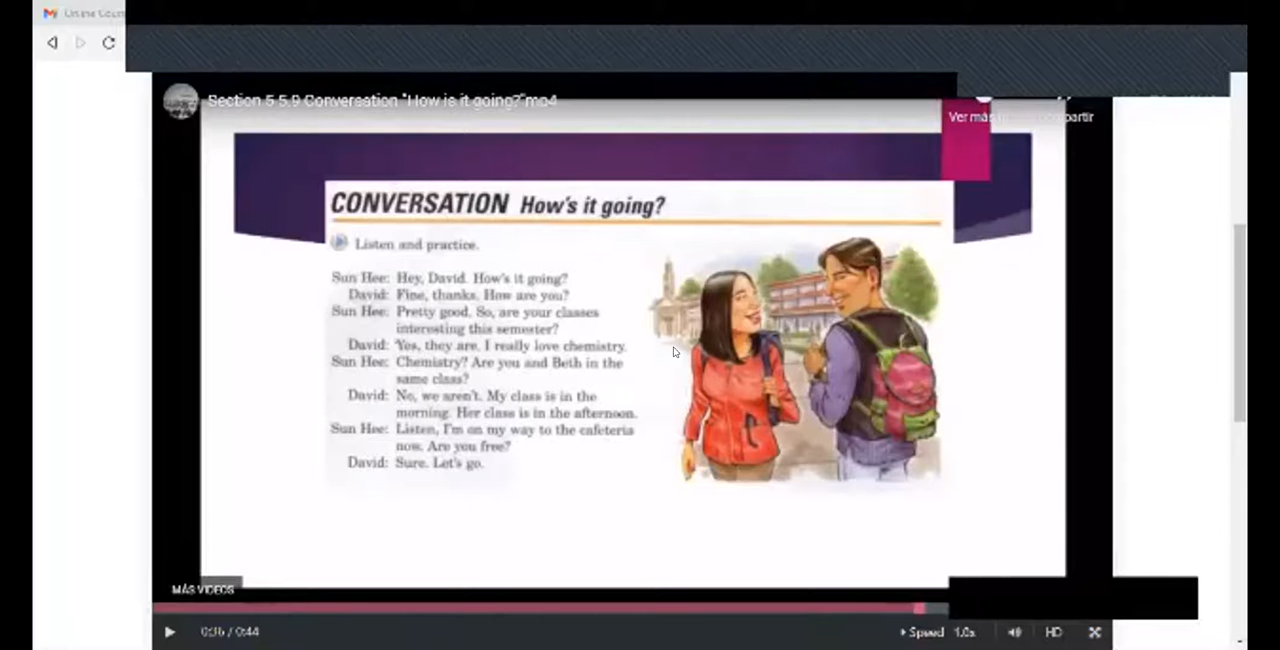 Section 5 5.9 Conversation "How is it going?"mp4
Ver más
CONVERSATION How's it going?
Listen and practice.
Sun Hee: Hey, David. How's it going?
David: Fine, thanks. How are you?
Sun Hee: Pretty good. So, are your classes
interesting this semester?
David: Yes, they are. I really love chemistry.
Sun Hee: Chemistry? Are you and Beth in the
same class?
David: No, we aren't. My class is in the
morning. Her class is in the afternoon.
Sun Hee: Listen, I'm on my way to the cafeteria
now. Are you free?
David: Sure. Let's go.
MÁS VIDEOS
0:36 / 0:44
Speed 1.0x HD